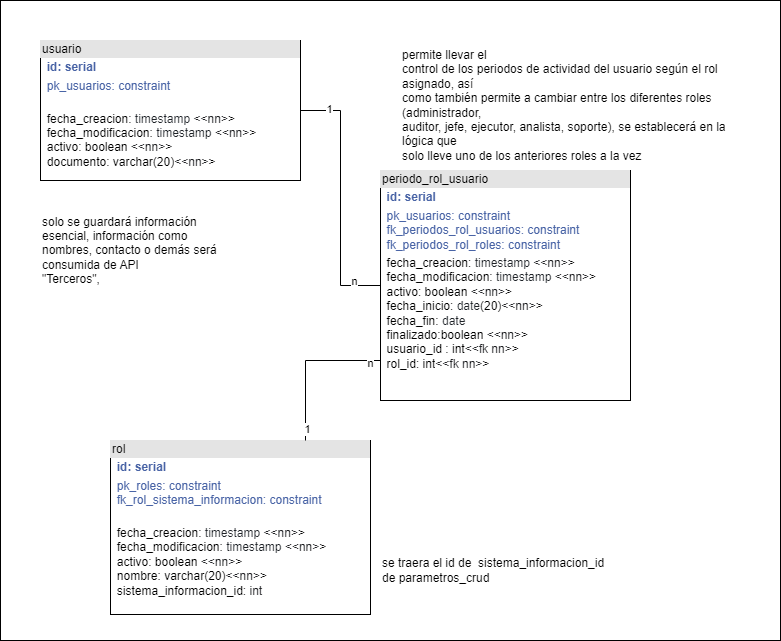 usuario
id: serial
pk_usuarios: constraint
fecha_creacion: timestamp <<nn>>
fecha_modificacion: timestamp <<nn>>
activo: boolean <<nn>>
documento: varchar(20)<<nn>>
1
n
permite llevar el
control de los periodos de actividad del usuario según el rol
asignado, así
como también permite a cambiar entre los diferentes roles
(administrador,
auditor, jefe, ejecutor, analista, soporte), se establecerá en la
lógica que
solo lleve uno de los anteriores roles a la vez
solo se guardará información
esencial, información como
nombres, contacto o demás será
consumida de API
"Terceros",
periodo_rol_usuario
id: serial
pk_usuarios: constraint
fk_periodos_rol_usuarios: constraint
fk_periodos_rol_roles: constraint
fecha_creacion: timestamp <<nn>>
fecha_modificacion: timestamp <<nn>>
activo: boolean <<nn>>
fecha_inicio: date(20)<<nn>>
fecha_fin: date
finalizado:boolean <<nn>>
usuario_id : int<<fk nn>>
rol_id: int<<fk nn>>
n
1
rol
id: serial
pk_roles: constraint
fk_rol_sistema_informacion: constraint
fecha_creacion: timestamp <<nn>>
fecha_modificacion: timestamp <<nn>>
activo: boolean <<nn>>
nombre: varchar(20)<<nn>>
sistema_informacion_id: int
se traera el id de  sistema_informacion_id
de parametros_crud